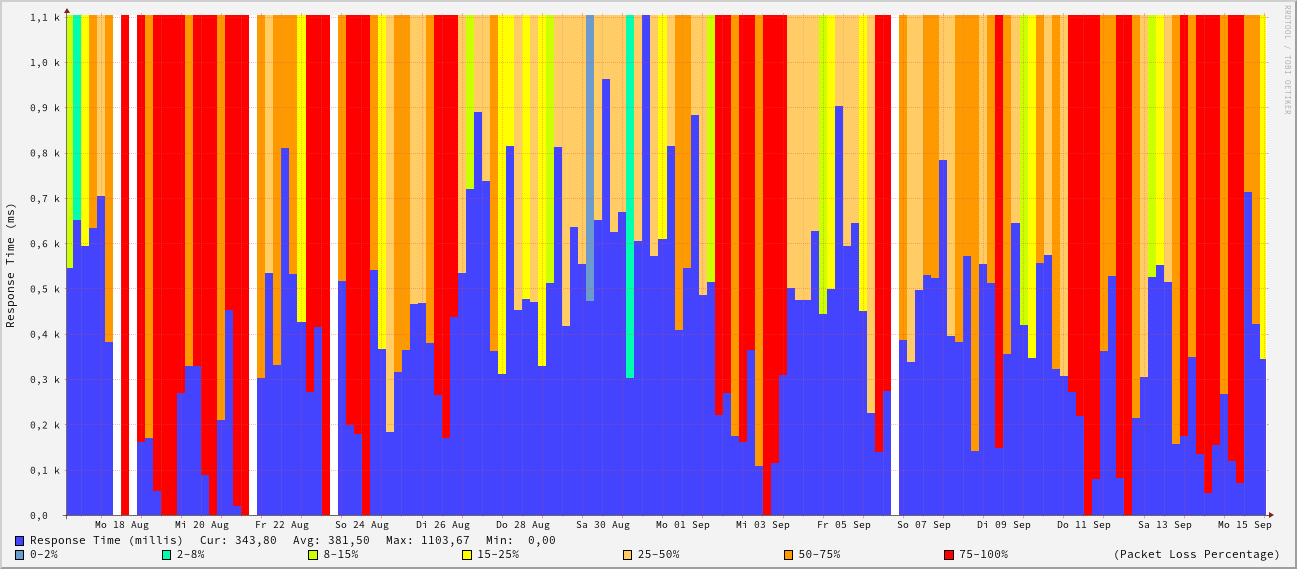 1,1 k
1,0 k
0,9 k
0,8 k
0,7 k
0,6 k
0,5 k
0,4 k
0,3 k
0,2 k
0,1 k
0,0
Response Time (ms)
RRDTOOL / TOBI OETIKER
Mo 18 Aug Mi 20 Aug Fr 22 Aug So 24 Aug Di 26 Aug Do 28 Aug Sa 30 Aug Mo 01 Sep Mi 03 Sep Fr 05 Sep So 07 Sep Di 09 Sep Do 11 Sep Sa 13 Sep Mo 15 Sep
Response Time (millis) Cur: 343,80 Avg: 381,50 Max: 1103,67 Min: 0,00
0-2% 2-8% 8-15% 15-25% 25-50% 50-75% 75-100% (Packet Loss Percentage)